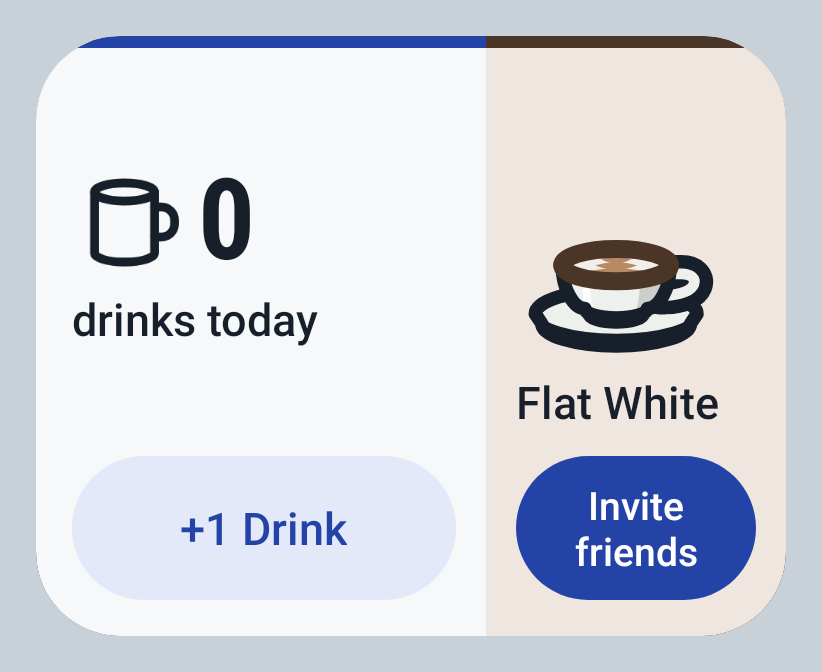 0
drinks today
+1 Drink
Flat White
Invite
friends